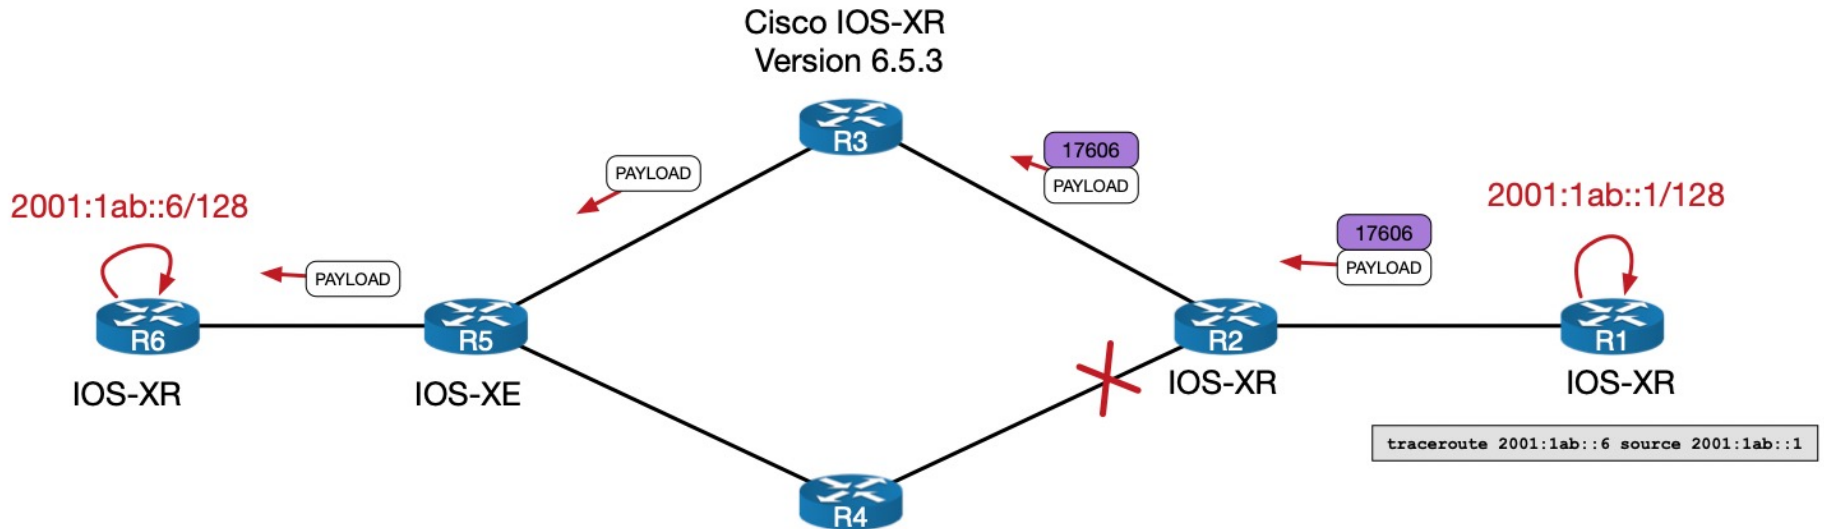 Cisco IOS-XR
Version 6.5.3
R3
17606
PAYLOAD
PAYLOAD
2001:1ab::6/128
2001:1ab::1/128
17606
PAYLOAD
PAYLOAD
R6
R5
R2
R1
IOS-XR
IOS-XE
IOS-XR
IOS-XR
traceroute 2001:1ab::6 source 2001:1ab::1
R4